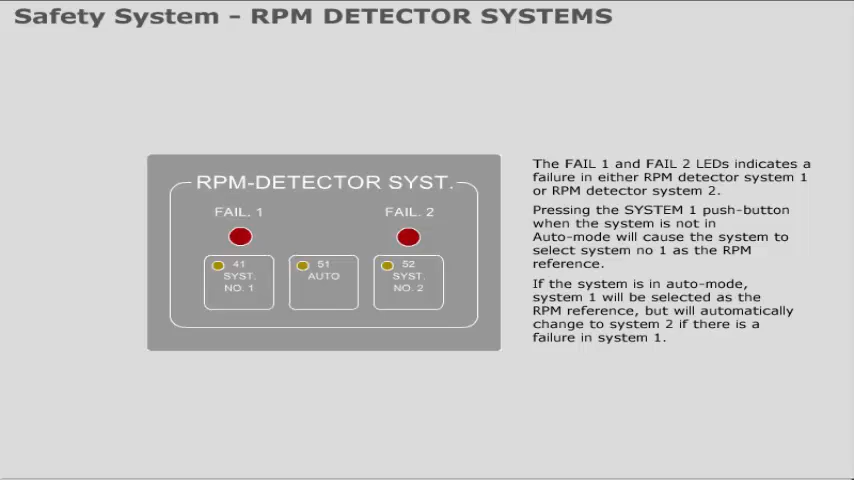 Safety System - RPM DETECTOR SYSTEMS
RPM-DETECTOR SYST.
FAIL. 1
FAIL. 2
41
SYST.
NO. 1
51
AUTO
52
SYST.
NO. 2
The FAIL 1 and FAIL 2 LEDs indicates a
failure in either RPM detector system 1
or RPM detector system 2.
Pressing the SYSTEM 1 push-button
when the system is not in
Auto-mode will cause the system to
select system no 1 as the RPM
reference.
If the system is in auto-mode,
system 1 will be selected as the
RPM reference, but will automatically
change to system 2 if there is a
failure in system 1.